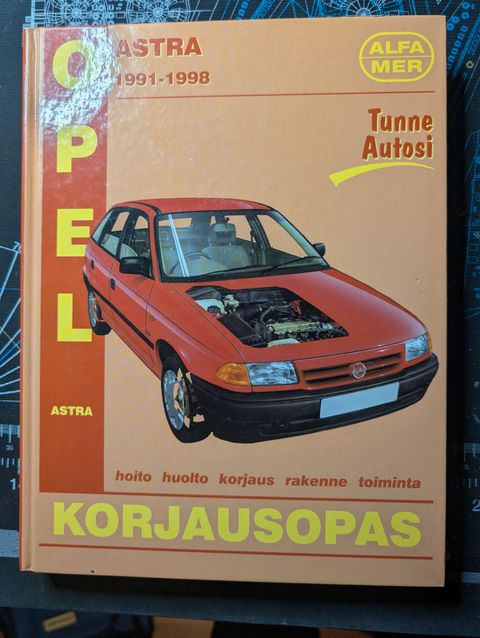 OPEL
ASTRA
1991-1998
ALFA
MER
Tunne
Autosi
ASTRA
hoito huolto korjaus rakenne toiminta
KORJAUSOPAS